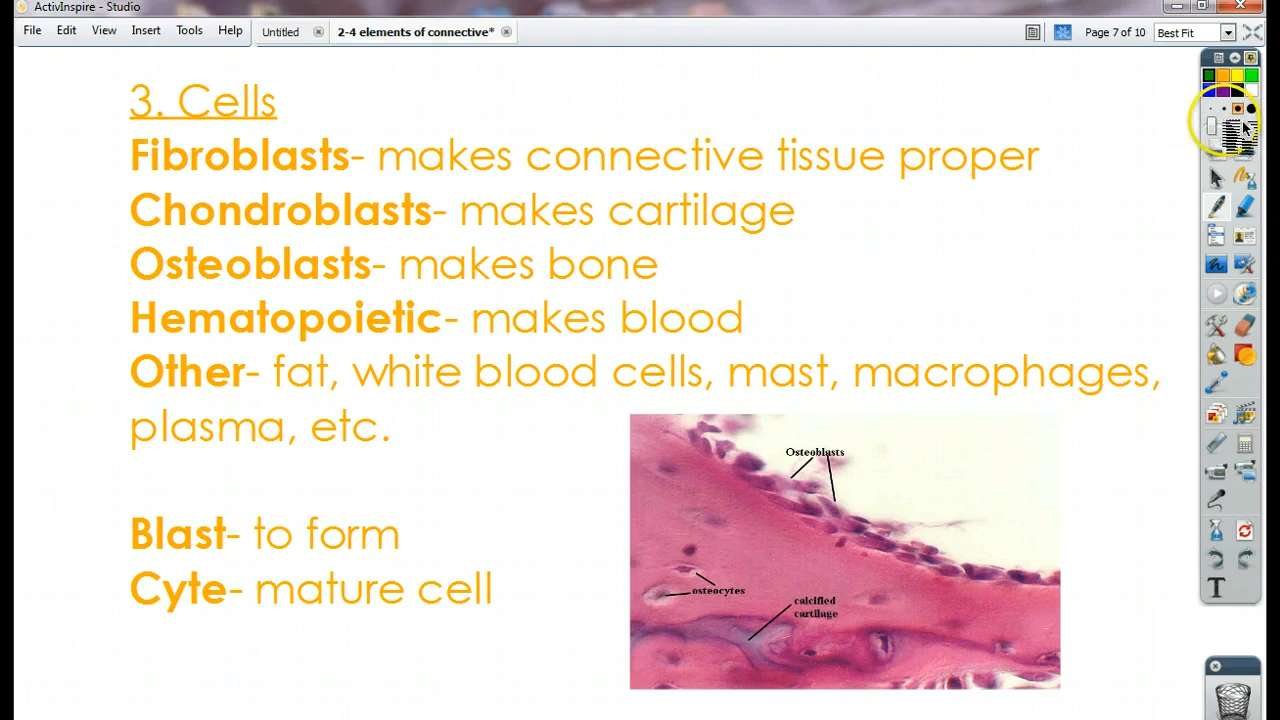 ActivInspire - Studio
File Edit View Insert Tools Help
Untitled
2-4 elements of connective*
Page 7 of 10
Best Fit
3. Cells
Fibroblasts- makes connective tissue proper
Chondroblasts- makes cartilage
Osteoblasts- makes bone
Hematopoietic- makes blood
Other- fat, white blood cells, mast, macrophages,
plasma, etc.
Blast- to form
Cyte- mature cell
Osteoblasts
osteocytes
calcified
cartilage
T